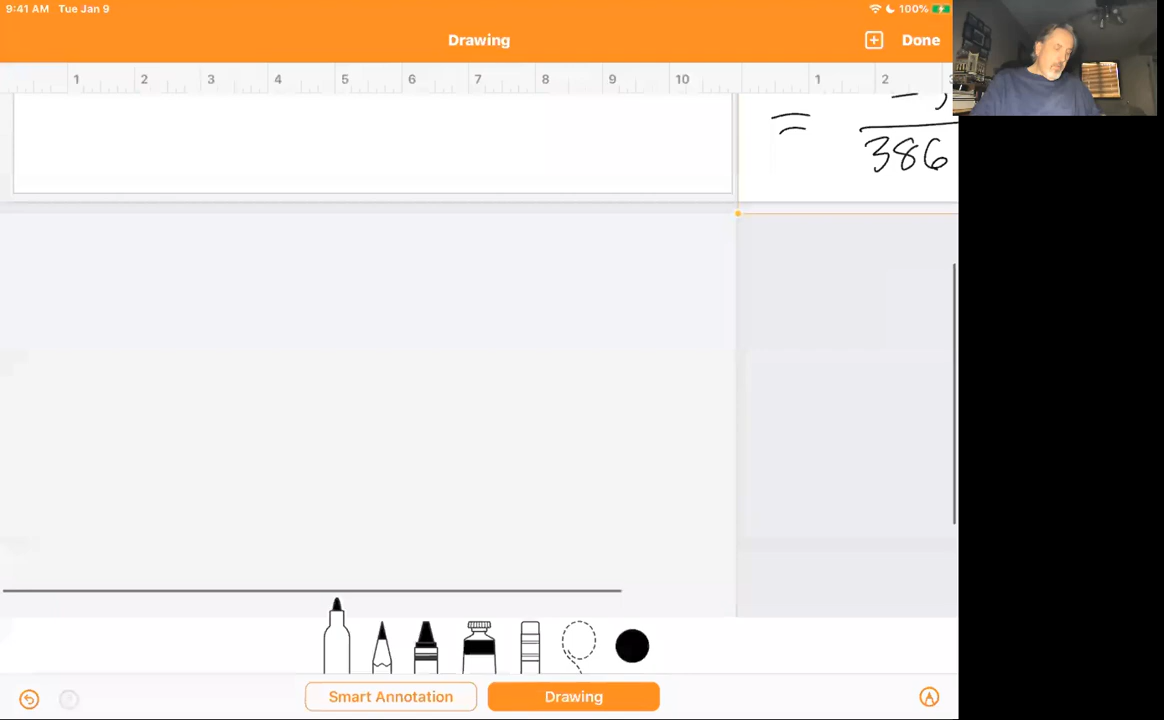 9:41 AM Tue Jan 9 100%
Drawing
Done
1 2 3 4 5 6 7 8 9 10 1 2
=
386
Smart Annotation
Drawing